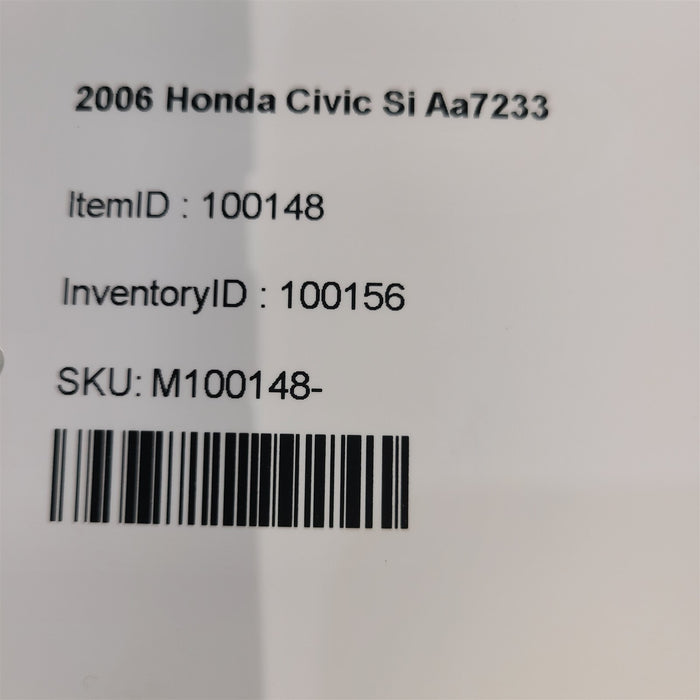 2006 Honda Civic Si Aa7233
ItemID : 100148
InventoryID : 100156
SKU: M100148-